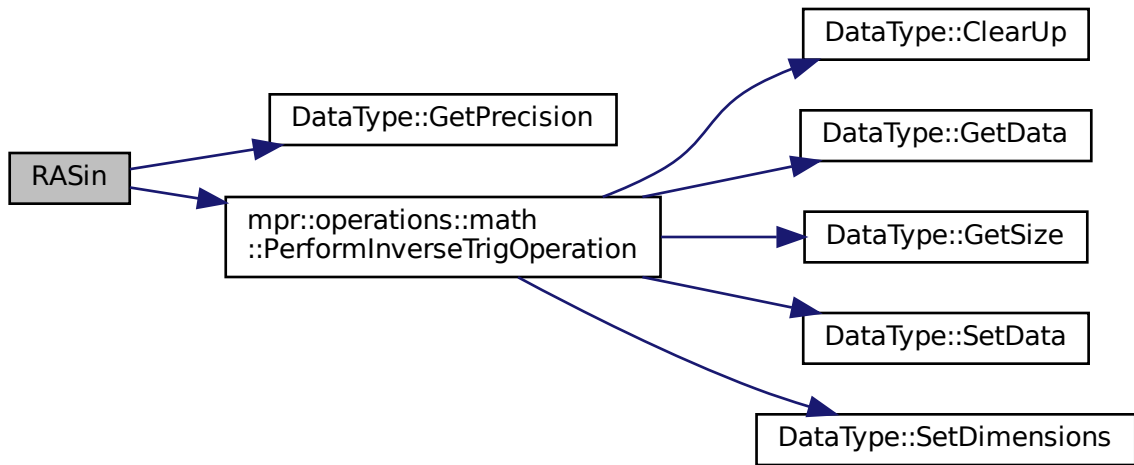 RASin
DataType::GetPrecision
mpr::operations::math
::PerformInverseTrigOperation
DataType::ClearUp
DataType::GetData
DataType::GetSize
DataType::SetData
DataType::SetDimensions